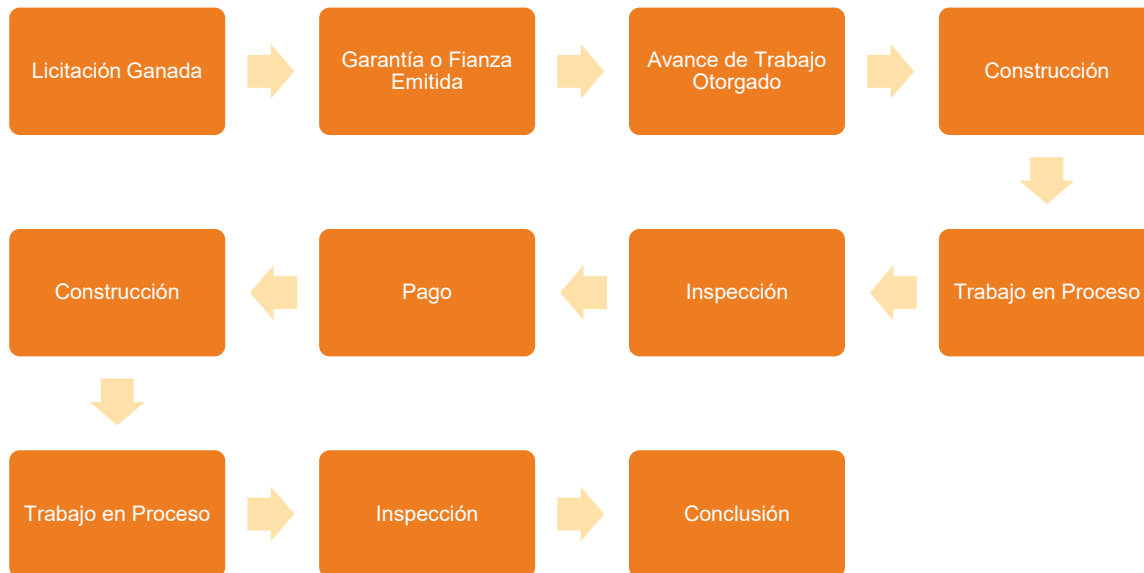 Licitación Ganada
Garantía o Fianza
Emitida
Avance de Trabajo
Otorgado
Construcción
Trabajo en Proceso
Inspección
Pago
Construcción
Trabajo en Proceso
Inspección
Conclusión